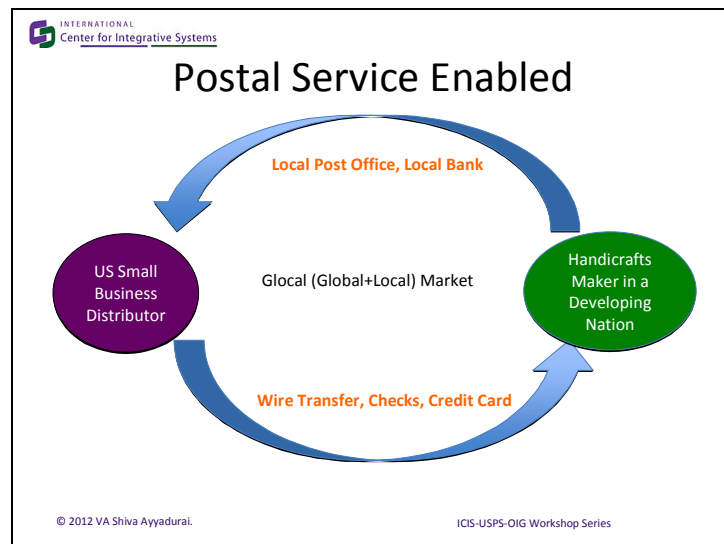 INTERNATIONAL
Center for Integrative Systems
Postal Service Enabled
Local Post Office, Local Bank
US Small
Business
Distributor
Glocal (Global+Local) Market
Handicrafts
Maker in a
Developing
Nation
Wire Transfer, Checks, Credit Card
© 2012 VA Shiva Ayyadurai.
ICIS-USPS-OIG Workshop Series